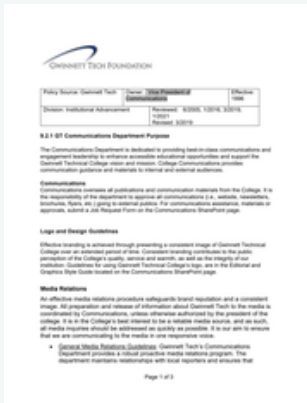 GWINNETT TECH FOUNDATION
Policy Source: Gwinnett Tech
Owner: Vice President of
Communications
Effective:
1998
Division: Institutional Advancement
Reviewed: 6/2005, 1/2016, 3/2019,
1/2021
Revised: 5/2019
9.2.1 GT Communications Department Purpose
The Communications Department is dedicated to providing best-in-class communications and
engagement leadership to enhance accessible educational opportunities and support the
Gwinnett Technical College vision and mission. College Communications provides
communication guidance and materials to internal and external audiences.
Communications
Communications oversees all publications and communication materials from the College. It is
the responsibility of the department to approve all communications (i.e., website, newsletters,
brochures, flyers, etc.) going to external publics. For communications assistance, materials or
approvals, submit a Job Request Form on the Communications SharePoint page.
Logo and Design Guidelines
Effective branding is achieved through presenting a consistent image of Gwinnett Technical
College over an extended period of time. Consistent branding contributes to the public
perception of the College's quality, service and warmth, as well as the integrity of our
institution. Guidelines for using Gwinnett Technical College's logo, are in the Editorial and
Graphics Style Guide located on the Communications SharePoint page.
Media Relations
An effective media relations procedure safeguards brand reputation and a consistent
image. All preparation and release of information about Gwinnett Tech to the media is
coordinated by Communications, unless otherwise authorized by the president of the
college. It is in the College's best interest to be a reliable media source, and as such,
all media inquiries should be addressed as quickly as possible. It is our aim to ensure
that we are communicating to the media in one responsive voice.
• General Media Relations Guidelines: Gwinnett Tech's Communications
Department provides a robust proactive media relations program. The
department maintains relationships with local reporters and ensures that
Page 1 of 3